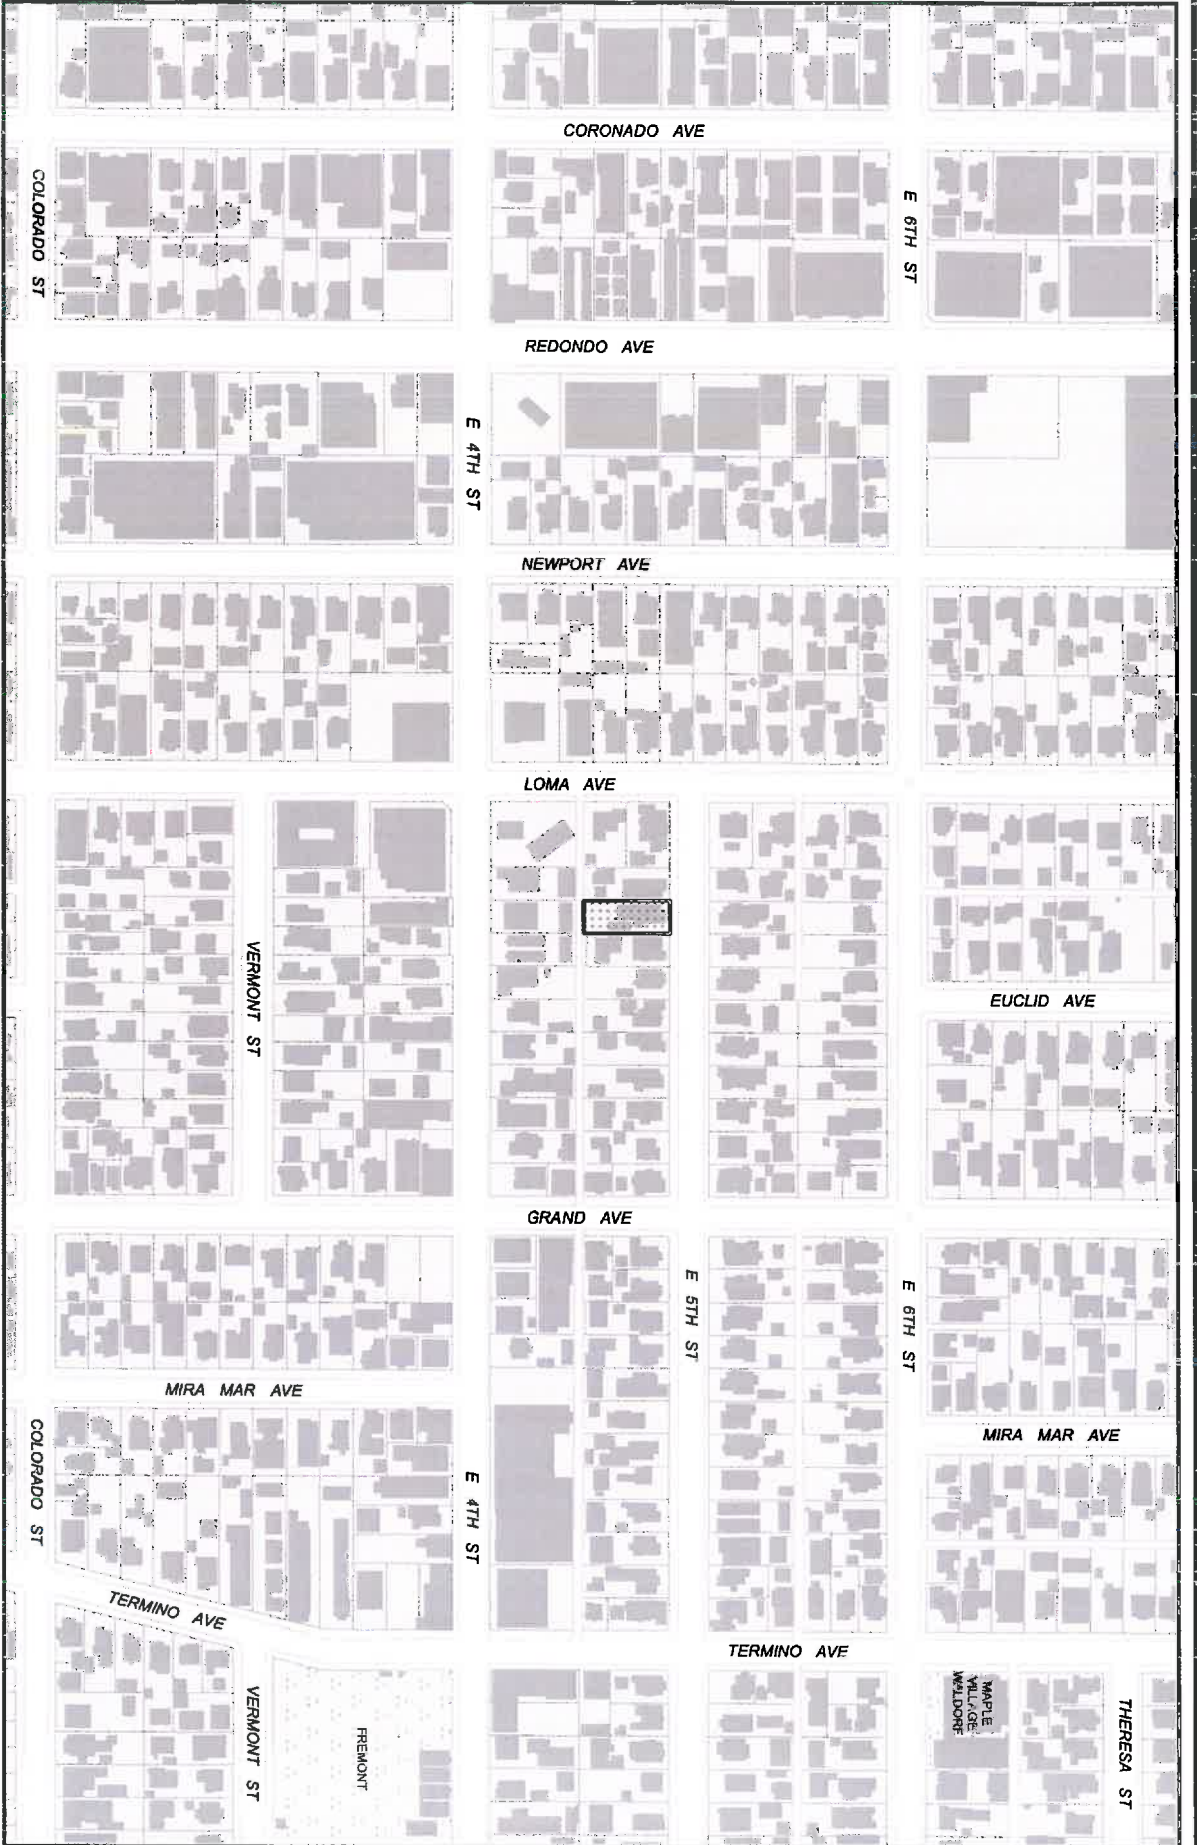 CORONADO AVE
COLORADO ST
E 6TH ST
REDONDO AVE
E 4TH ST
NEWPORT AVE
LOMA AVE
VERMONT ST
EUCLID AVE
GRAND AVE
E 5TH ST
E 6TH ST
MIRA MAR AVE
COLORADO ST
E 4TH ST
MIRA MAR AVE
TERMINO AVE
TERMINO AVE
VERMONT ST
FREMONT
MAPLE
VILLAGE
WALDORF
THERESA ST